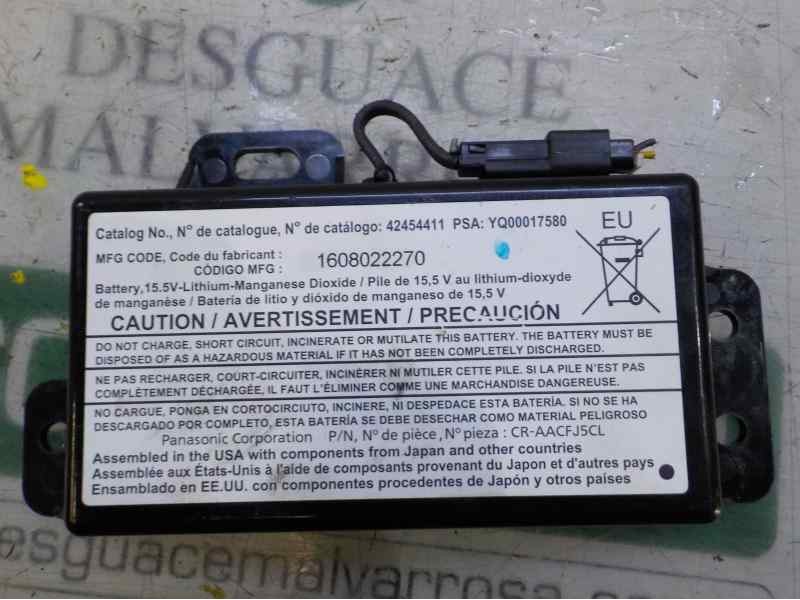 DESGUACE
Catalog No., N° de catalogue, N° de catálogo: 42454411 PSA: YQ00017580
EU
MFG CODE, Code du fabricant :
CÓDIGO MFG : 1608022270
Battery,15.5V-Lithium-Manganese Dioxide / Pile de 15,5 V au lithium-dioxyde
de manganèse / Batería de litio y dióxido de manganeso de 15,5 V
CAUTION / AVERTISSEMENT / PRECAUCIÓN
DO NOT CHARGE, SHORT CIRCUIT, INCINERATE OR MUTILATE THIS BATTERY. THE BATTERY MUST BE
DISPOSED OF AS A HAZARDOUS MATERIAL IF IT HAS NOT BEEN COMPLETELY DISCHARGED.
NE PAS RECHARGER, COURT-CIRCUITER, INCINÉRER NI MUTILER CETTE PILE. SI LA PILE N'EST PAS
COMPLÈTEMENT DÉCHARGÉE, IL FAUT L'ÉLIMINER COMME UNE MARCHANDISE DANGEREUSE.
NO CARGUE, PONGA EN CORTOCIRCUITO, INCINERE, NI DESPEDACE ESTA BATERÍA. SI NO SE HA
DESCARGADO POR COMPLETO, ESTA BATERÍA SE DEBE DESECHAR COMO MATERIAL PELIGROSO
Panasonic Corporation P/N, N° de pièce, N° pieza : CR-AACFJ5CL
Assembled in the USA with components from Japan and other countries
Assemblée aux États-Unis à l'aide de composants provenant du Japon et d'autres pays
Ensamblado en EE.UU. con componentes procedentes de Japón y otros países
esguacemalvarrosa.co